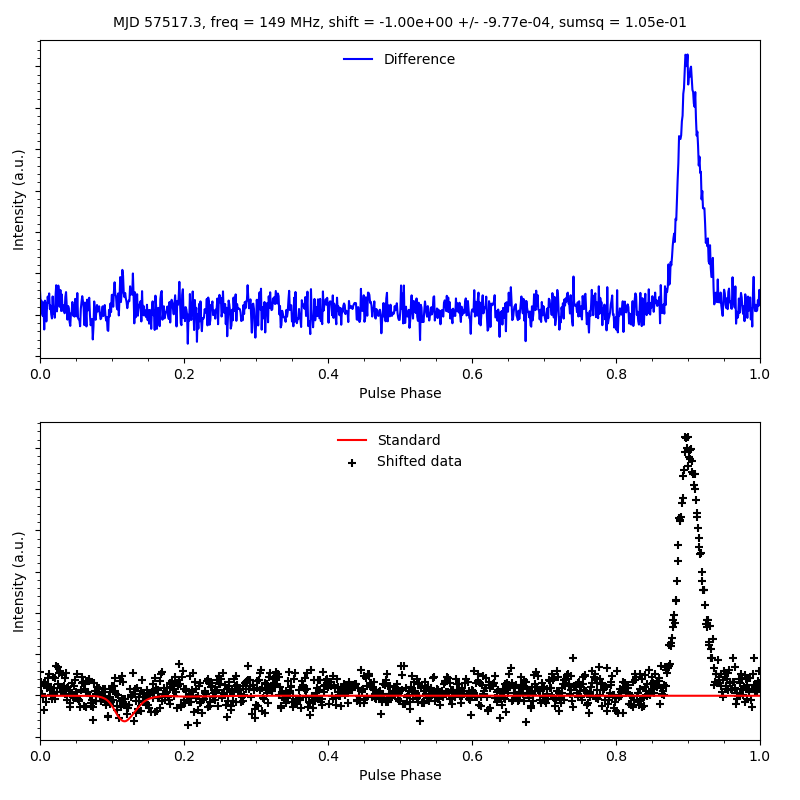 MJD 57517.3, freq = 149 MHz, shift = -1.00e+00 +/- -9.77e-04, sumsq = 1.05e-01
Difference
Intensity (a.u.)
0.0 0.2 0.4 0.6 0.8 1.0
Pulse Phase
Standard
Shifted data
Intensity (a.u.)
0.0 0.2 0.4 0.6 0.8 1.0
Pulse Phase